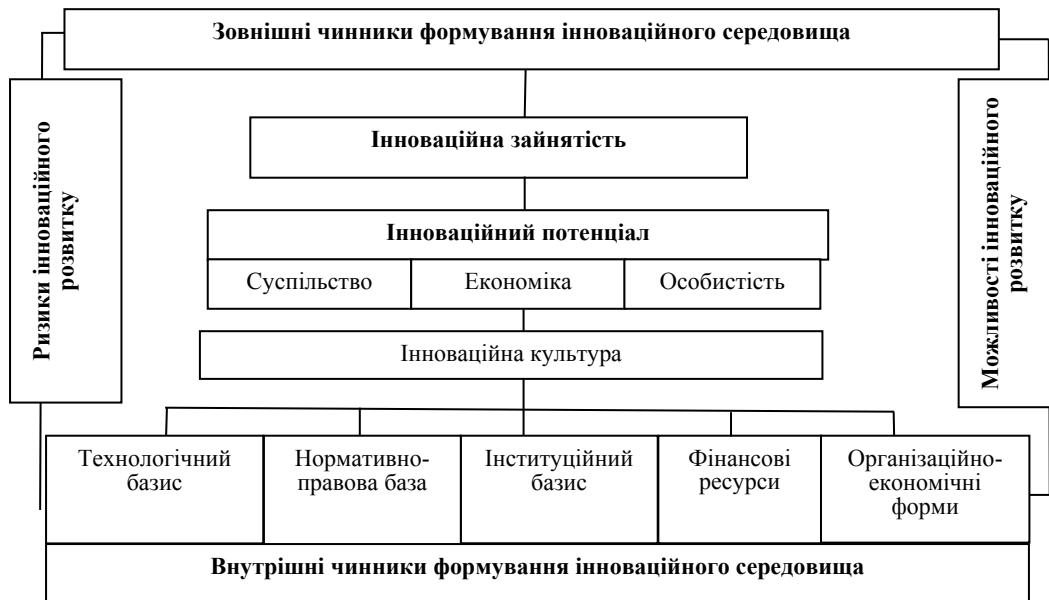 Зовнішні чинники формування інноваційного середовища
Ризики інноваційного
розвитку
Інноваційна зайнятість
Інноваційний потенціал
Суспільство
Економіка
Особистість
Інноваційна культура
Можливості інноваційного
розвитку
Технологічний
базис
Нормативно-
правова база
Інституційний
базис
Фінансові
ресурси
Організаційно-
економічні
форми
Внутрішні чинники формування інноваційного середовища